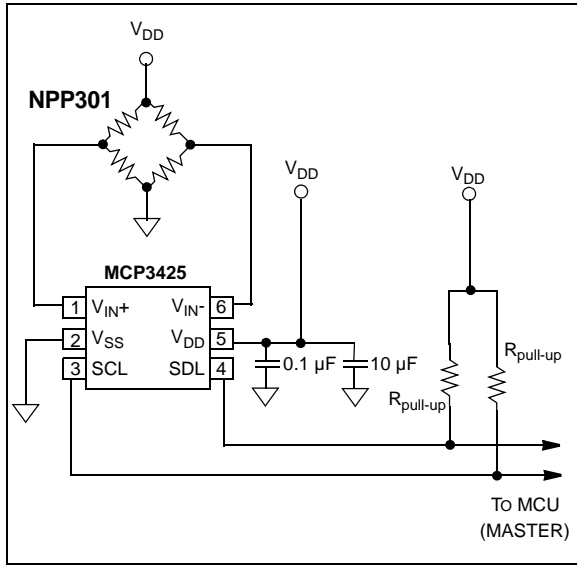 VDD
NPP301
VDD
VDD
MCP3425
1 VIN+ VIN- 6
2 VSS VDD 5
3 SCL SDL 4
0.1 µF 10 µF
Rpull-up
Rpull-up
TO MCU
(MASTER)